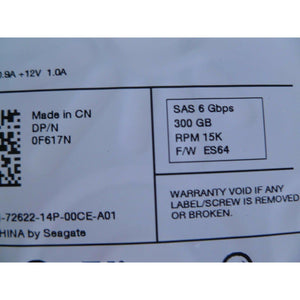 0.9A +12V 1.0A
Made in CN
DP/N
0F617N
SAS 6 Gbps
300 GB
RPM 15K
F/W ES64
-72622-14P-00CE-A01
WARRANTY VOID IF ANY
LABEL/SCREW IS REMOVED
OR BROKEN.
HINA by Seagate